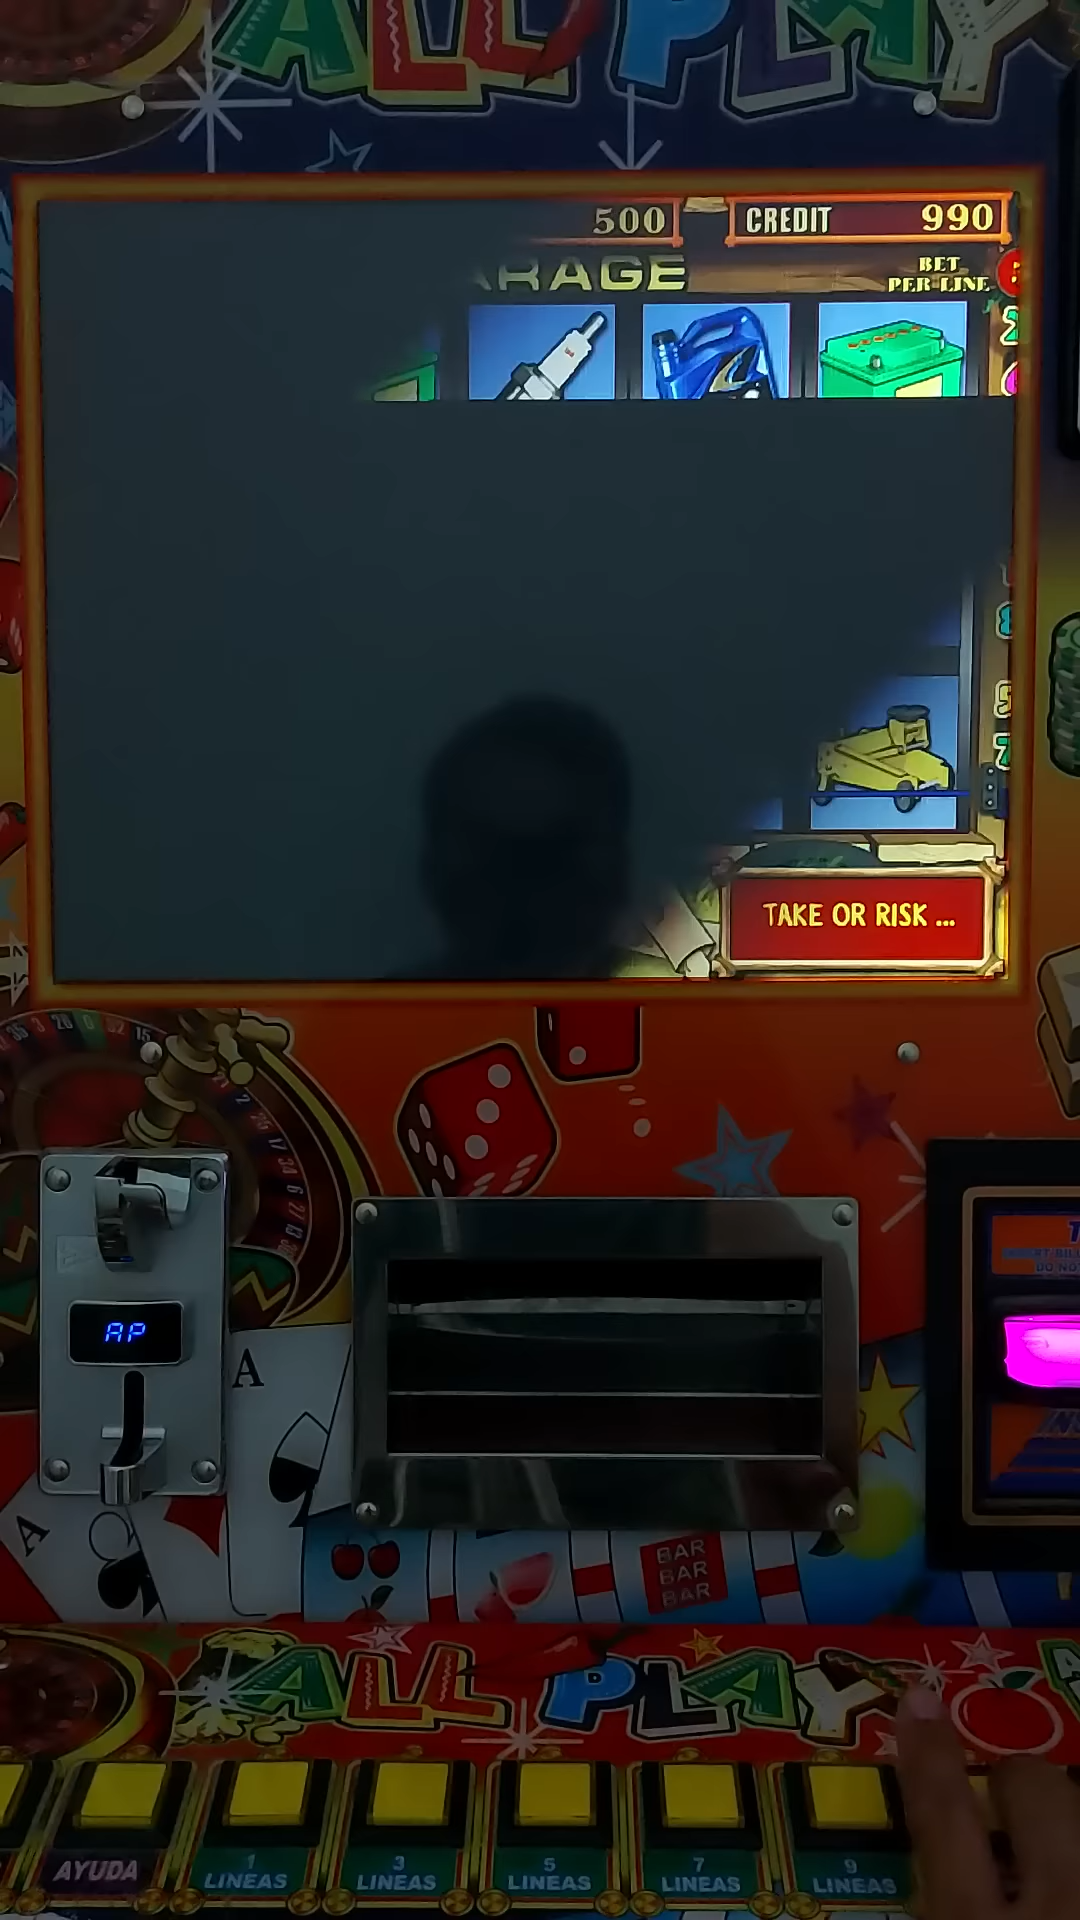 ALL PLAY
500 CREDIT 990
BET
PER LINE
TAKE OR RISK ...
AP
A
A
BAR
BAR
BAR
ALL PLAY
AYUDA
1
LINEAS
3
LINEAS
5
LINEAS
7
LINEAS
9
LINEAS